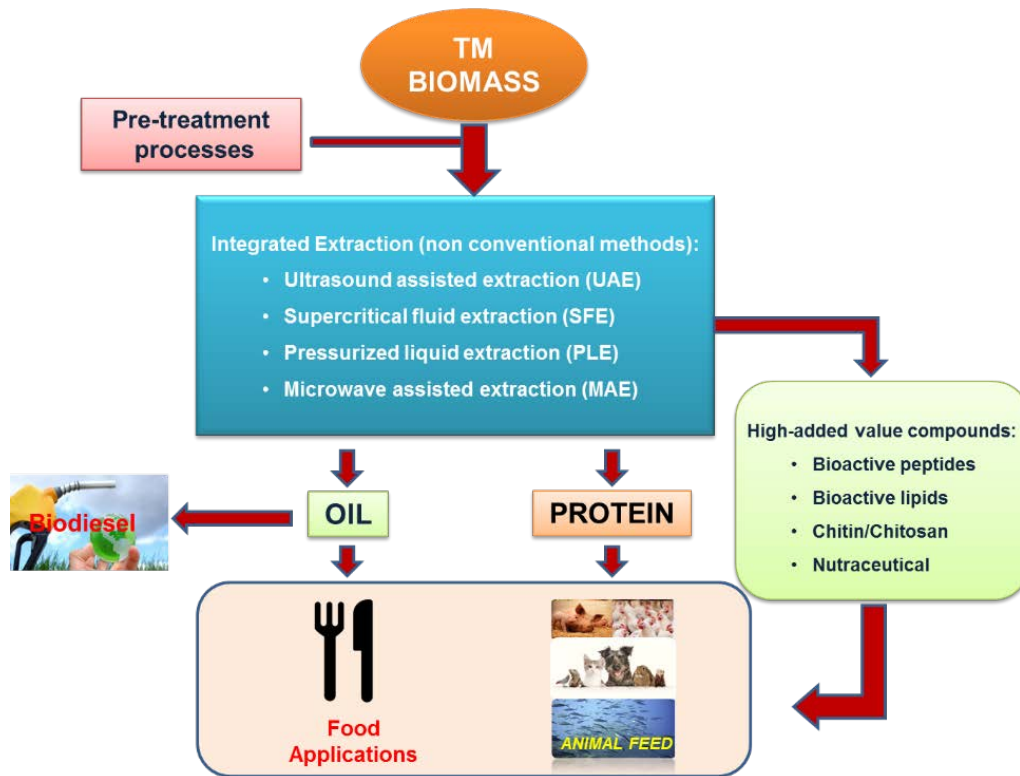 TM
BIOMASS
Pre-treatment
processes
Integrated Extraction (non conventional methods):
• Ultrasound assisted extraction (UAE)
• Supercritical fluid extraction (SFE)
• Pressurized liquid extraction (PLE)
• Microwave assisted extraction (MAE)
High-added value compounds:
• Bioactive peptides
• Bioactive lipids
• Chitin/Chitosan
• Nutraceutical
Biodiesel
OIL
PROTEIN
Food
Applications
ANIMAL FEED